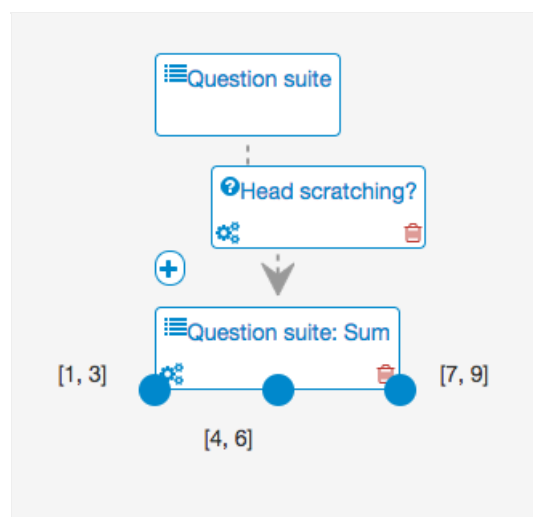 Question suite
Head scratching?
Question suite: Sum
[1, 3]
[7, 9]
[4, 6]